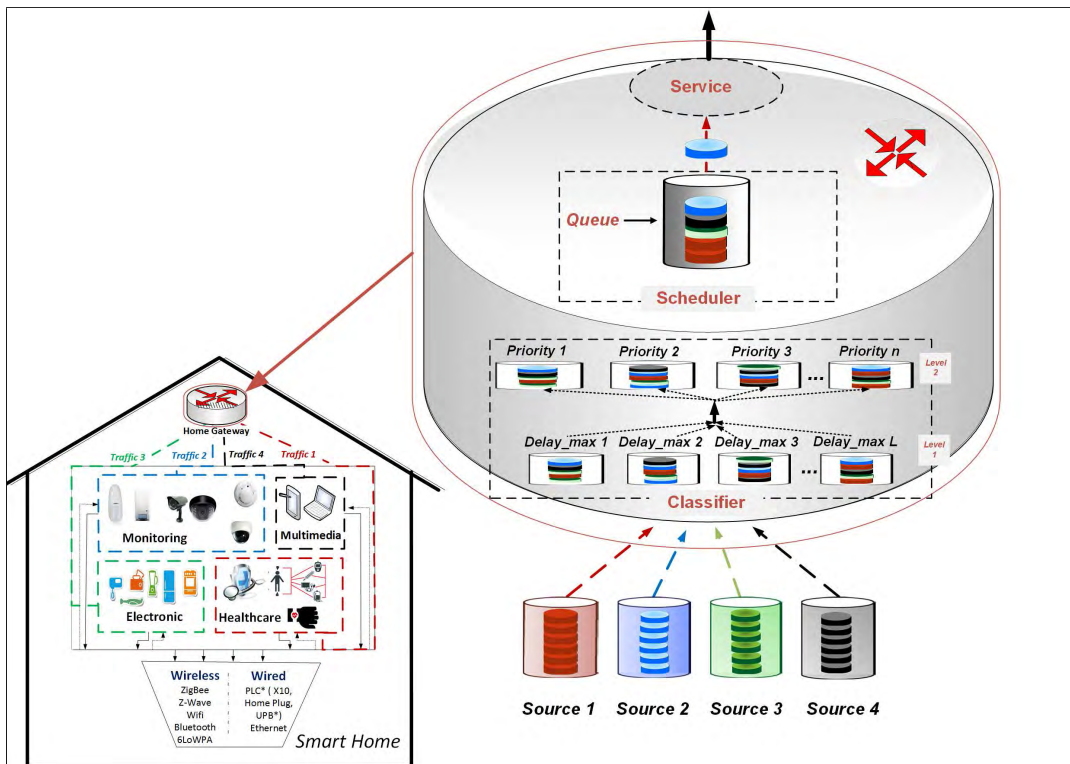 Service
Queue
Scheduler
Priority 1
Priority 2
Priority 3
Priority n
...
Level
2
Delay_max 1
Delay_max 2
Delay_max 3
Delay_max L
...
Level
1
Classifier
Source 1
Source 2
Source 3
Source 4
Home Gateway
Traffic 3
Traffic 2
Traffic 4
Traffic 1
Monitoring
Multimedia
Electronic
Healthcare
Wireless
ZigBee
Z-Wave
Wifi
Bluetooth
6LoWPA
Wired
PLC* ( X10,
Home Plug,
UPB*)
Ethernet
Smart Home